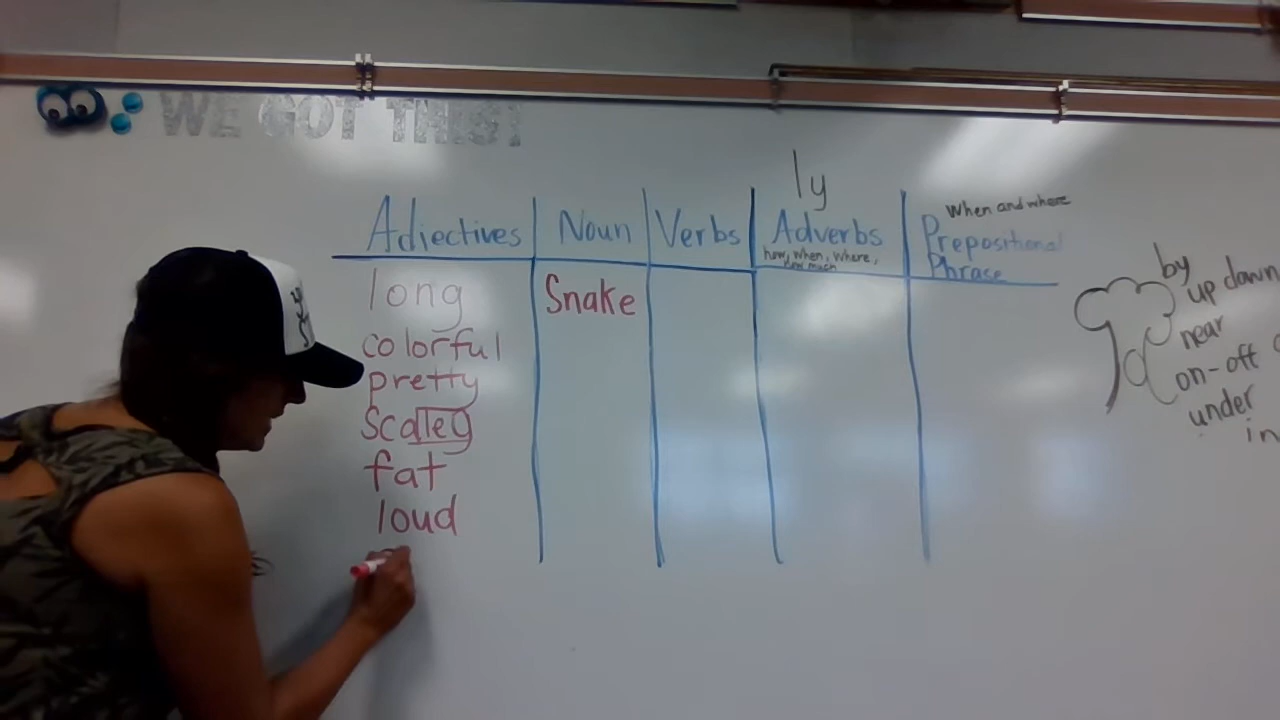 WE GOT THIS!
ly
Adjectives Noun Verbs Adverbs Prepositional Phrase
how, when, where, how much
When and where
long Snake
colorful
pretty
Scaley
fat
loud
by
up down
near
on-off
under
in